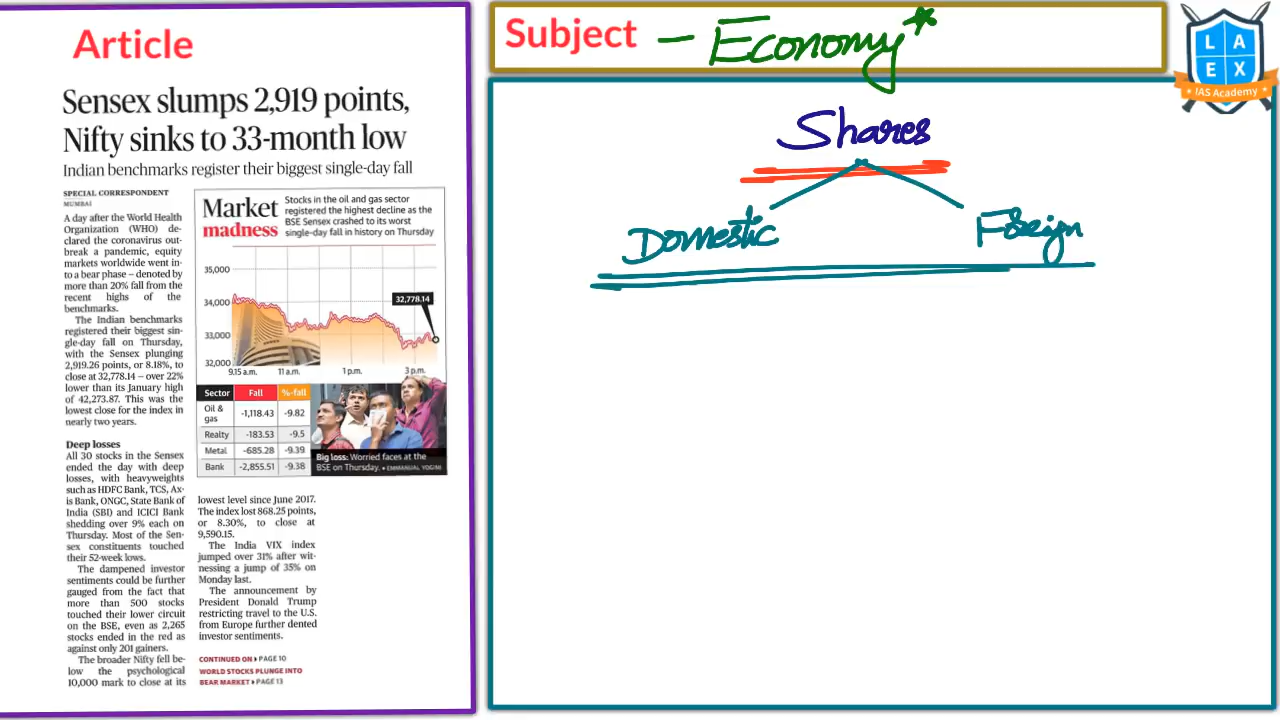 Article
Sensex slumps 2,919 points,
Nifty sinks to 33-month low
Indian benchmarks register their biggest single-day fall
SPECIAL CORRESPONDENT
MUMBAI
A day after the World Health
Organization (WHO) de-
clared the coronavirus out-
break a pandemic, equity
markets worldwide went in-
to a bear phase – denoted by
more than 20% fall from the
recent highs of the
benchmarks.
The Indian benchmarks
registered their biggest sin-
gle-day fall on Thursday,
with the Sensex plunging
2,919.26 points, or 8.18%, to
close at 32,778.14 – over 22%
lower than its January high
of 42,273.87. This was the
lowest close for the index in
nearly two years.
Deep losses
All 30 stocks in the Sensex
ended the day with deep
losses, with heavyweights
such as HDFC Bank, TCS, Ax-
is Bank, ONGC, State Bank of
India (SBI) and ICICI Bank
shedding over 9% each on
Thursday. Most of the Sen-
sex constituents touched
their 52-week lows.
The dampened investor
sentiments could be further
gauged from the fact that
more than 500 stocks
touched their lower circuit
on the BSE, even as 2,265
stocks ended in the red as
against only 201 gainers.
The broader Nifty fell be-
low the psychological
10,000 mark to close at its
Market
madness
Stocks in the oil and gas sector
registered the highest decline as the
BSE Sensex crashed to its worst
single-day fall in history on Thursday
35,000
34,000
33,000
32,000
32,778.14
9.15 a.m. 11 a.m. 1 p.m. 3 p.m.
Sector Fall %-fall
Oil &
gas -1,118.43 -9.82
Realty -183.53 -9.5
Metal -685.28 -9.39
Bank -2,855.51 -9.38
Big loss: Worried faces at the
BSE on Thursday. • EMMANUAL YOGINI
lowest level since June 2017.
The index lost 868.25 points,
or 8.30%, to close at
9,590.15.
The India VIX index
jumped over 31% after wit-
nessing a jump of 35% on
Monday last.
The announcement by
President Donald Trump
restricting travel to the U.S.
from Europe further dented
investor sentiments.
CONTINUED ON ▸ PAGE 10
WORLD STOCKS PLUNGE INTO
BEAR MARKET ▸ PAGE 13
Subject – Economy*
Shares
Domestic Foreign
L A
E X
IAS Academy